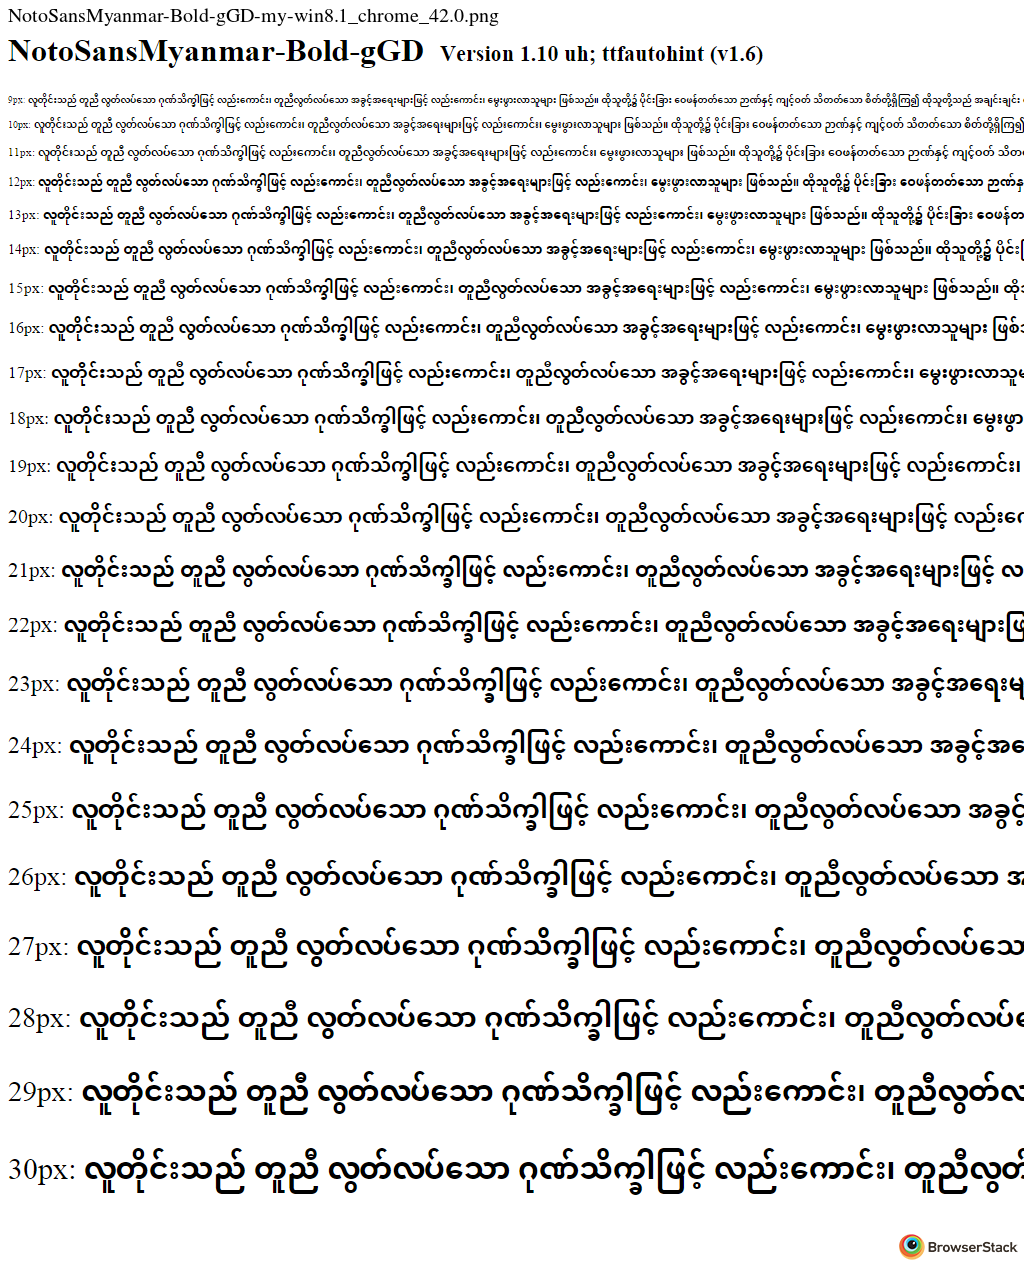 NotoSansMyanmar-Bold-gGD-my-win8.1_chrome_42.0.png
NotoSansMyanmar-Bold-gGD Version 1.10 uh; ttfautohint (v1.6)
9px: လူတိုင်းသည် တူညီ လွတ်လပ်သော ဂုဏ်သိက္ခါဖြင့် လည်းကောင်း၊ တူညီလွတ်လပ်သော အခွင့်အရေးများဖြင့် လည်းကောင်း၊ မွေးဖွားလာသူများ ဖြစ်သည်။ ထိုသူတို့၌ ပိုင်းခြား ဝေဖန်တတ်သော ဉာဏ်နှင့် ကျင့်ဝတ် သိတတ်သော စိတ်တို့ရှိကြ၍ ထိုသူတို့သည် အချင်းချင်း
10px: လူတိုင်းသည် တူညီ လွတ်လပ်သော ဂုဏ်သိက္ခါဖြင့် လည်းကောင်း၊ တူညီလွတ်လပ်သော အခွင့်အရေးများဖြင့် လည်းကောင်း၊ မွေးဖွားလာသူများ ဖြစ်သည်။ ထိုသူတို့၌ ပိုင်းခြား ဝေဖန်တတ်သော ဉာဏ်နှင့် ကျင့်ဝတ် သိတတ်သော စိတ်တို့ရှိကြ၍
11px: လူတိုင်းသည် တူညီ လွတ်လပ်သော ဂုဏ်သိက္ခါဖြင့် လည်းကောင်း၊ တူညီလွတ်လပ်သော အခွင့်အရေးများဖြင့် လည်းကောင်း၊ မွေးဖွားလာသူများ ဖြစ်သည်။ ထိုသူတို့၌ ပိုင်းခြား ဝေဖန်တတ်သော ဉာဏ်နှင့် ကျင့်ဝတ် သိတ
12px: လူတိုင်းသည် တူညီ လွတ်လပ်သော ဂုဏ်သိက္ခါဖြင့် လည်းကောင်း၊ တူညီလွတ်လပ်သော အခွင့်အရေးများဖြင့် လည်းကောင်း၊ မွေးဖွားလာသူများ ဖြစ်သည်။ ထိုသူတို့၌ ပိုင်းခြား ဝေဖန်တတ်သော ဉာဏ်န
13px: လူတိုင်းသည် တူညီ လွတ်လပ်သော ဂုဏ်သိက္ခါဖြင့် လည်းကောင်း၊ တူညီလွတ်လပ်သော အခွင့်အရေးများဖြင့် လည်းကောင်း၊ မွေးဖွားလာသူများ ဖြစ်သည်။ ထိုသူတို့၌ ပိုင်းခြား ဝေဖန်တ
14px: လူတိုင်းသည် တူညီ လွတ်လပ်သော ဂုဏ်သိက္ခါဖြင့် လည်းကောင်း၊ တူညီလွတ်လပ်သော အခွင့်အရေးများဖြင့် လည်းကောင်း၊ မွေးဖွားလာသူများ ဖြစ်သည်။ ထိုသူတို့၌ ပိုင်း
15px: လူတိုင်းသည် တူညီ လွတ်လပ်သော ဂုဏ်သိက္ခါဖြင့် လည်းကောင်း၊ တူညီလွတ်လပ်သော အခွင့်အရေးများဖြင့် လည်းကောင်း၊ မွေးဖွားလာသူများ ဖြစ်သည်။ ထို
16px: လူတိုင်းသည် တူညီ လွတ်လပ်သော ဂုဏ်သိက္ခါဖြင့် လည်းကောင်း၊ တူညီလွတ်လပ်သော အခွင့်အရေးများဖြင့် လည်းကောင်း၊ မွေးဖွားလာသူများ ဖြစ်
17px: လူတိုင်းသည် တူညီ လွတ်လပ်သော ဂုဏ်သိက္ခါဖြင့် လည်းကောင်း၊ တူညီလွတ်လပ်သော အခွင့်အရေးများဖြင့် လည်းကောင်း၊ မွေးဖွားလာသူမ
18px: လူတိုင်းသည် တူညီ လွတ်လပ်သော ဂုဏ်သိက္ခါဖြင့် လည်းကောင်း၊ တူညီလွတ်လပ်သော အခွင့်အရေးများဖြင့် လည်းကောင်း၊ မွေးဖွာ
19px: လူတိုင်းသည် တူညီ လွတ်လပ်သော ဂုဏ်သိက္ခါဖြင့် လည်းကောင်း၊ တူညီလွတ်လပ်သော အခွင့်အရေးများဖြင့် လည်းကောင်း၊
20px: လူတိုင်းသည် တူညီ လွတ်လပ်သော ဂုဏ်သိက္ခါဖြင့် လည်းကောင်း၊ တူညီလွတ်လပ်သော အခွင့်အရေးများဖြင့် လည်းကေ
21px: လူတိုင်းသည် တူညီ လွတ်လပ်သော ဂုဏ်သိက္ခါဖြင့် လည်းကောင်း၊ တူညီလွတ်လပ်သော အခွင့်အရေးများဖြင့် လ
22px: လူတိုင်းသည် တူညီ လွတ်လပ်သော ဂုဏ်သိက္ခါဖြင့် လည်းကောင်း၊ တူညီလွတ်လပ်သော အခွင့်အရေးများဖြ
23px: လူတိုင်းသည် တူညီ လွတ်လပ်သော ဂုဏ်သိက္ခါဖြင့် လည်းကောင်း၊ တူညီလွတ်လပ်သော အခွင့်အရေးမျ
24px: လူတိုင်းသည် တူညီ လွတ်လပ်သော ဂုဏ်သိက္ခါဖြင့် လည်းကောင်း၊ တူညီလွတ်လပ်သော အခွင့်အရေ
25px: လူတိုင်းသည် တူညီ လွတ်လပ်သော ဂုဏ်သိက္ခါဖြင့် လည်းကောင်း၊ တူညီလွတ်လပ်သော အခွင့်
26px: လူတိုင်းသည် တူညီ လွတ်လပ်သော ဂုဏ်သိက္ခါဖြင့် လည်းကောင်း၊ တူညီလွတ်လပ်သော အ
27px: လူတိုင်းသည် တူညီ လွတ်လပ်သော ဂုဏ်သိက္ခါဖြင့် လည်းကောင်း၊ တူညီလွတ်လပ်သော
28px: လူတိုင်းသည် တူညီ လွတ်လပ်သော ဂုဏ်သိက္ခါဖြင့် လည်းကောင်း၊ တူညီလွတ်လပ်
29px: လူတိုင်းသည် တူညီ လွတ်လပ်သော ဂုဏ်သိက္ခါဖြင့် လည်းကောင်း၊ တူညီလွတ်လ
30px: လူတိုင်းသည် တူညီ လွတ်လပ်သော ဂုဏ်သိက္ခါဖြင့် လည်းကောင်း၊ တူညီလွတ်
BrowserStack